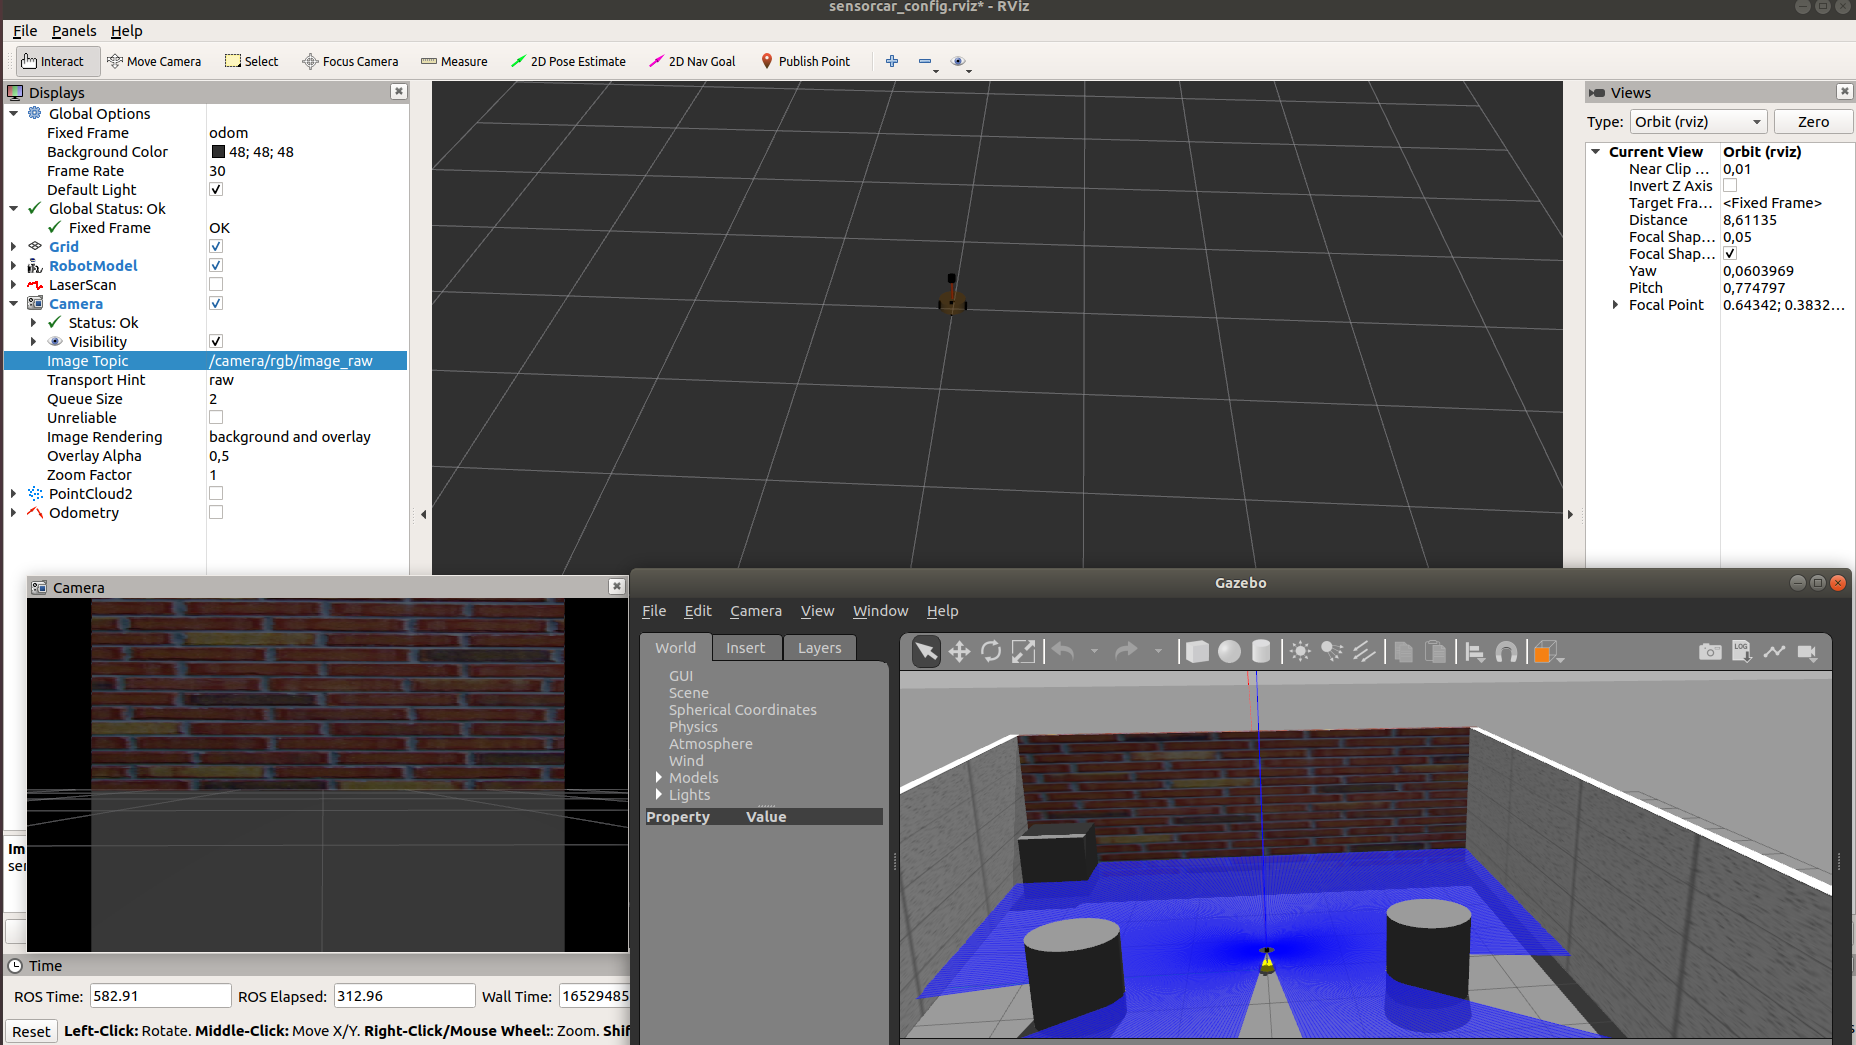 sensorcar_config.rviz* - RViz
File Panels Help
Interact Move Camera Select Focus Camera Measure 2D Pose Estimate 2D Nav Goal Publish Point
Displays
Global Options
Fixed Frame odom
Background Color 48; 48; 48
Frame Rate 30
Default Light
Global Status: Ok
Fixed Frame OK
Grid
RobotModel
LaserScan
Camera
Status: Ok
Visibility
Image Topic /camera/rgb/image_raw
Transport Hint raw
Queue Size 2
Unreliable
Image Rendering background and overlay
Overlay Alpha 0,5
Zoom Factor 1
PointCloud2
Odometry
Views
Type: Orbit (rviz) Zero
Current View Orbit (rviz)
Near Clip ... 0,01
Invert Z Axis
Target Fra... <Fixed Frame>
Distance 8,61135
Focal Shap... 0,05
Focal Shap...
Yaw 0,0603969
Pitch 0,774797
Focal Point 0.64342; 0.3832...
Camera
Im
ser
Time
ROS Time: 582.91 ROS Elapsed: 312.96 Wall Time: 16529485
Reset Left-Click: Rotate. Middle-Click: Move X/Y. Right-Click/Mouse Wheel:: Zoom. Shif
Gazebo
File Edit Camera View Window Help
World Insert Layers
GUI
Scene
Spherical Coordinates
Physics
Atmosphere
Wind
Models
Lights
Property Value
LOG